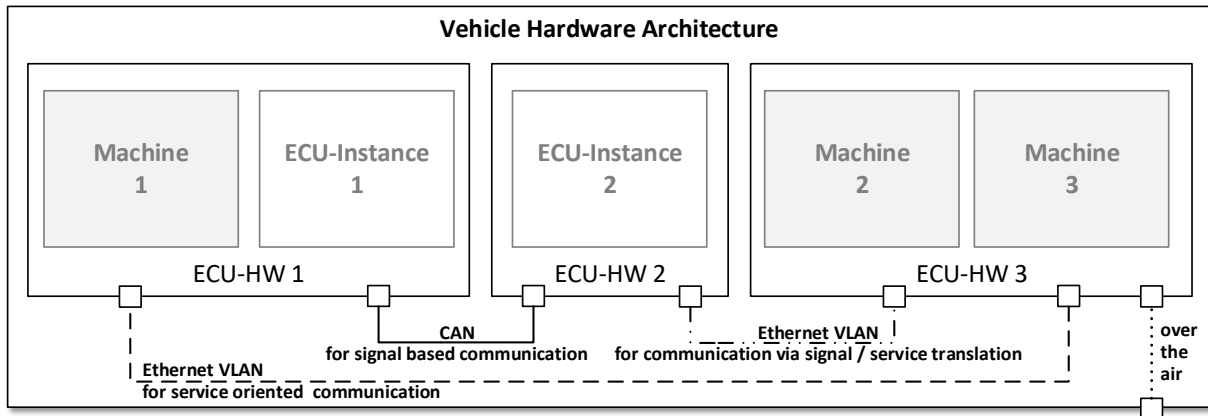 Vehicle Hardware Architecture
Machine
1
ECU-Instance
1
ECU-Instance
2
Machine
2
Machine
3
ECU-HW 1
ECU-HW 2
ECU-HW 3
CAN
for signal based communication
Ethernet VLAN
for communication via signal / service translation
over
the
air
Ethernet VLAN
for service oriented communication